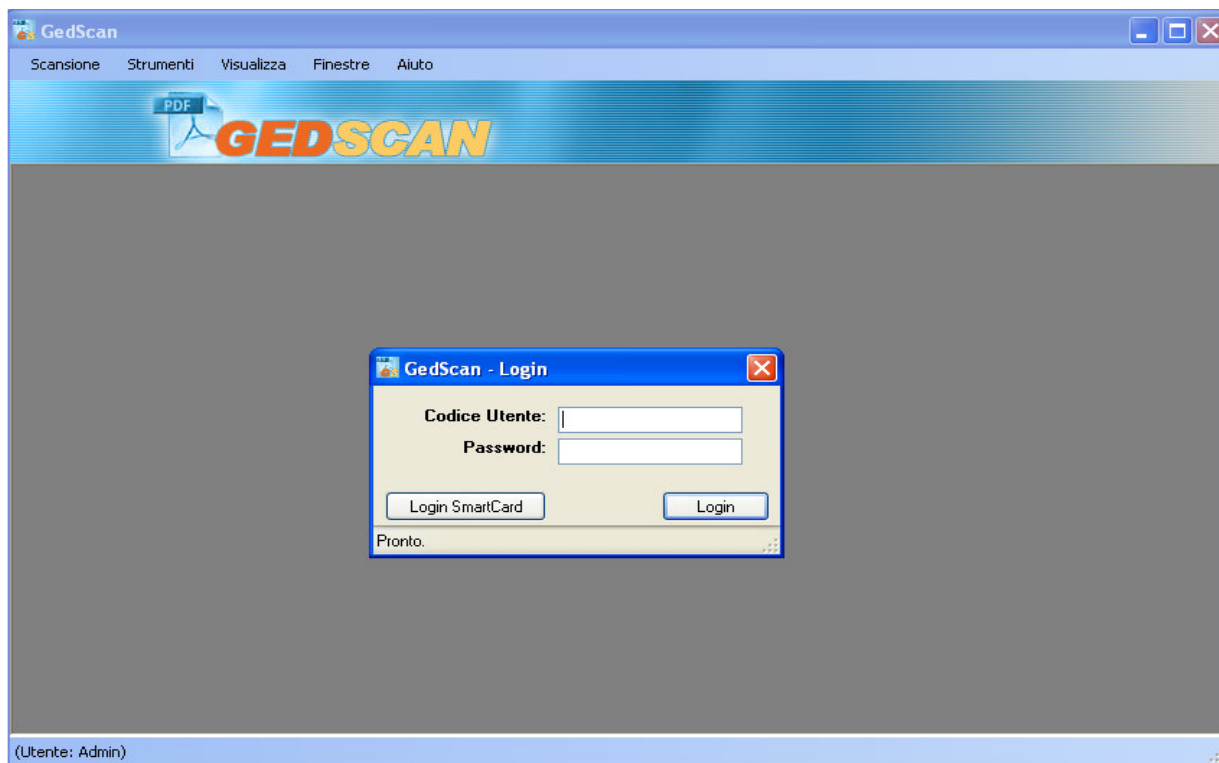 GedScan
Scansione Strumenti Visualizza Finestre Aiuto
PDF
GEDSCAN
GedScan - Login
Codice Utente:
Password:
Login SmartCard Login
Pronto.
(Utente: Admin)